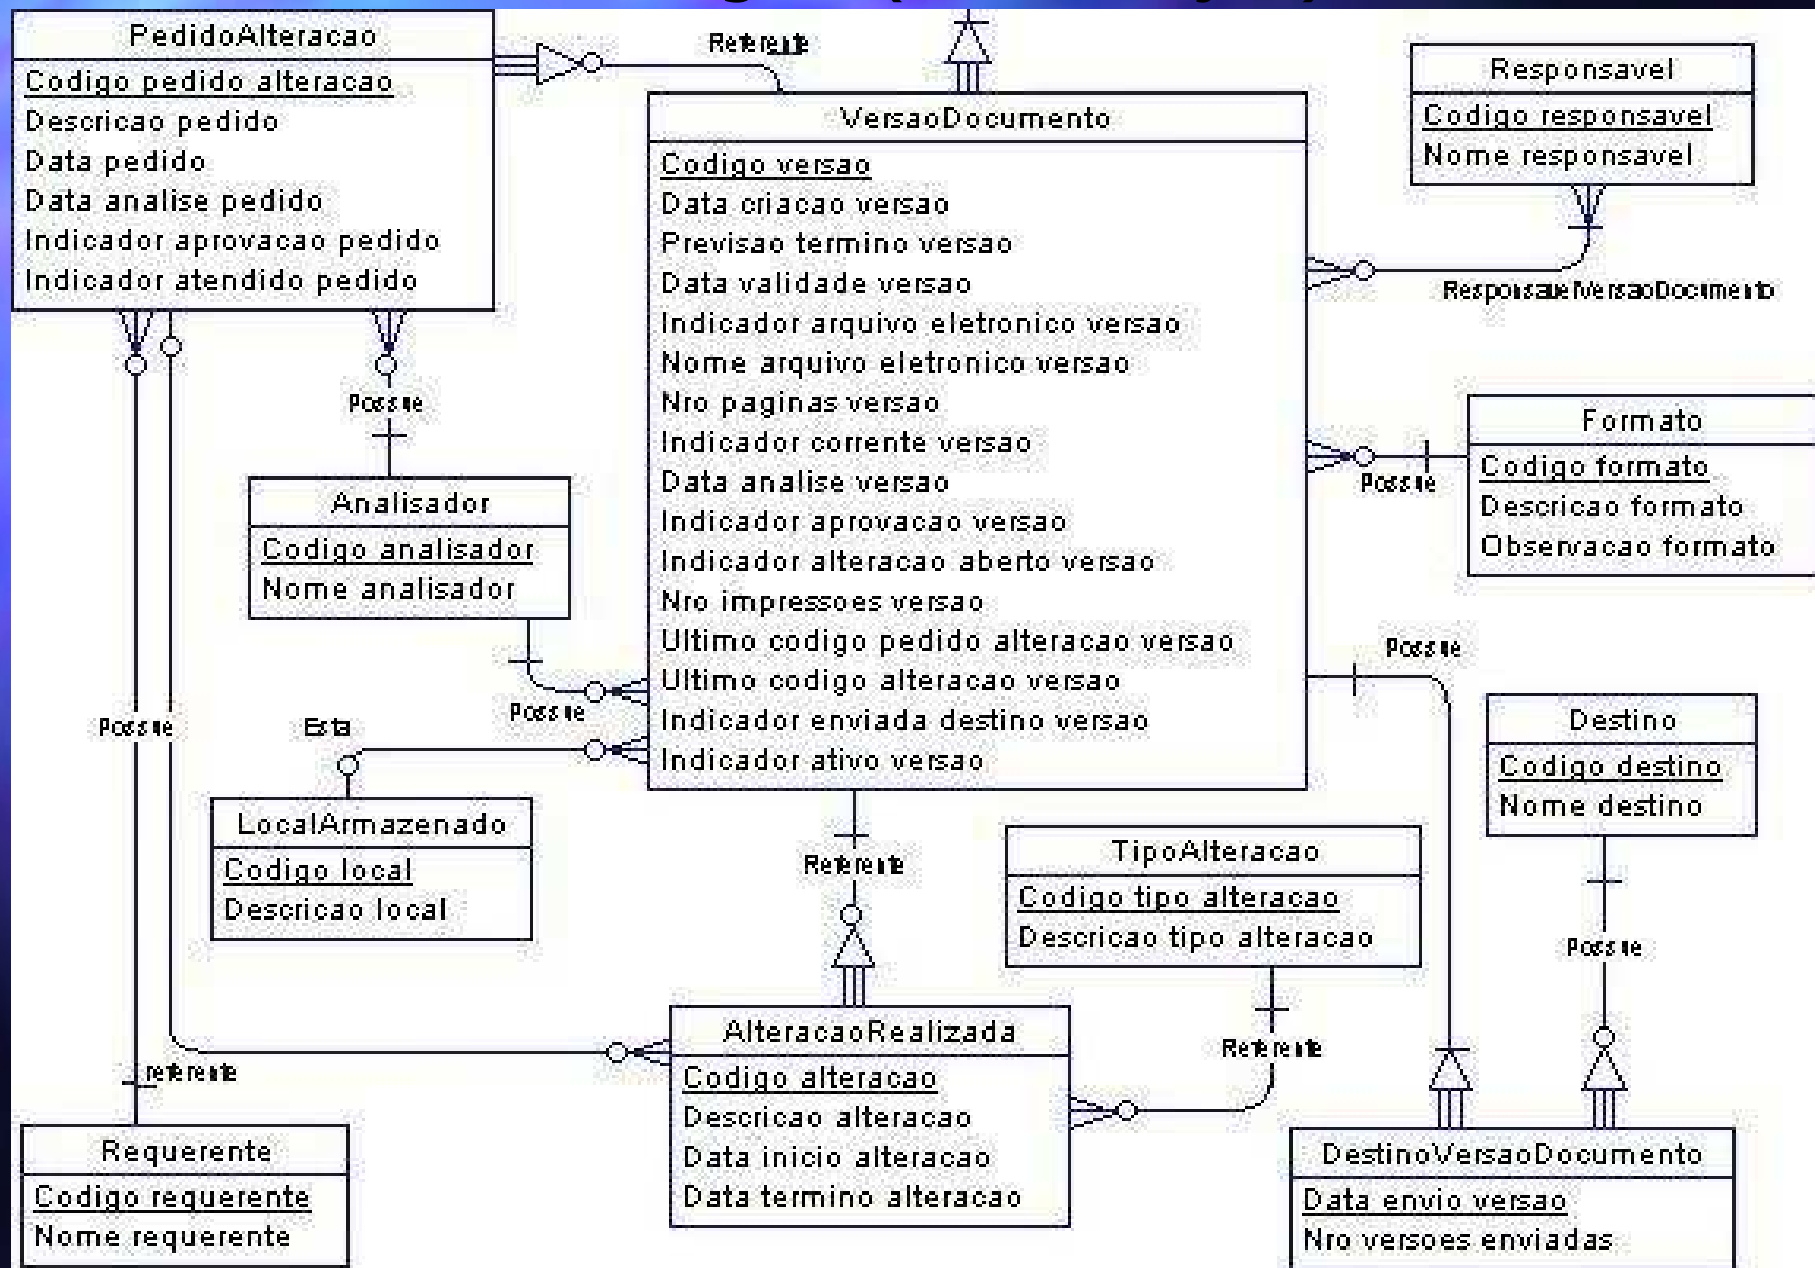 PedidoAlteracao
Codigo pedido alteracao
Descricao pedido
Data pedido
Data analise pedido
Indicador aprovacao pedido
Indicador atendido pedido
Referente
VersaoDocumento
Codigo versao
Data criacao versao
Previsao termino versao
Data validade versao
Indicador arquivo eletronico versao
Nome arquivo eletronico versao
Nro paginas versao
Indicador corrente versao
Data analise versao
Indicador aprovacao versao
Indicador alteracao aberto versao
Nro impressoes versao
Ultimo codigo pedido alteracao versao
Ultimo codigo alteracao versao
Indicador enviada destino versao
Indicador ativo versao
Responsavel
Codigo responsavel
Nome responsavel
ResponsavelVersaoDocumento
Possue
Formato
Codigo formato
Descricao formato
Observacao formato
Possue
Analisador
Codigo analisador
Nome analisador
Possue
Possue
Esta
LocalArmazenado
Codigo local
Descricao local
Possue
Destino
Codigo destino
Nome destino
Possue
Referente
TipoAlteracao
Codigo tipo alteracao
Descricao tipo alteracao
Referente
AlteracaoRealizada
Codigo alteracao
Descricao alteracao
Data inicio alteracao
Data termino alteracao
referente
Requerente
Codigo requerente
Nome requerente
DestinoVersaoDocumento
Data envio versao
Nro versoes enviadas